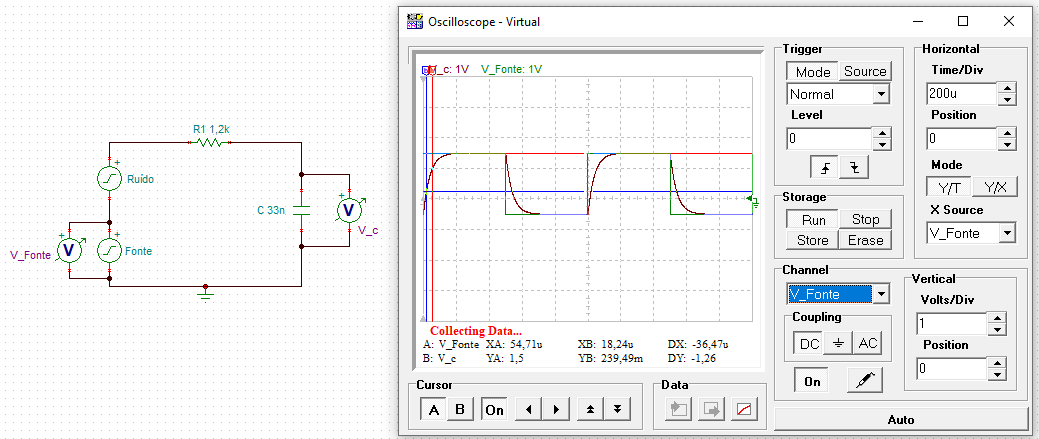 R1 1,2k
Ruído
C 33n
V
V_c
V_Fonte
V
Fonte
Oscilloscope - Virtual
V_c: 1V V_Fonte: 1V
Collecting Data...
A: V_Fonte XA: 54,71u XB: 18,24u DX: -36,47u
B: V_c YA: 1,5 YB: 239,49m DY: -1,26
Cursor
A B On
Data
Trigger
Mode Source
Normal
Level
0
Storage
Run Stop
Store Erase
Horizontal
Time/Div
200u
Position
0
Mode
Y/T Y/X
X Source
V_Fonte
Channel
V_Fonte
Coupling
DC AC
On
Vertical
Volts/Div
1
Position
0
Auto